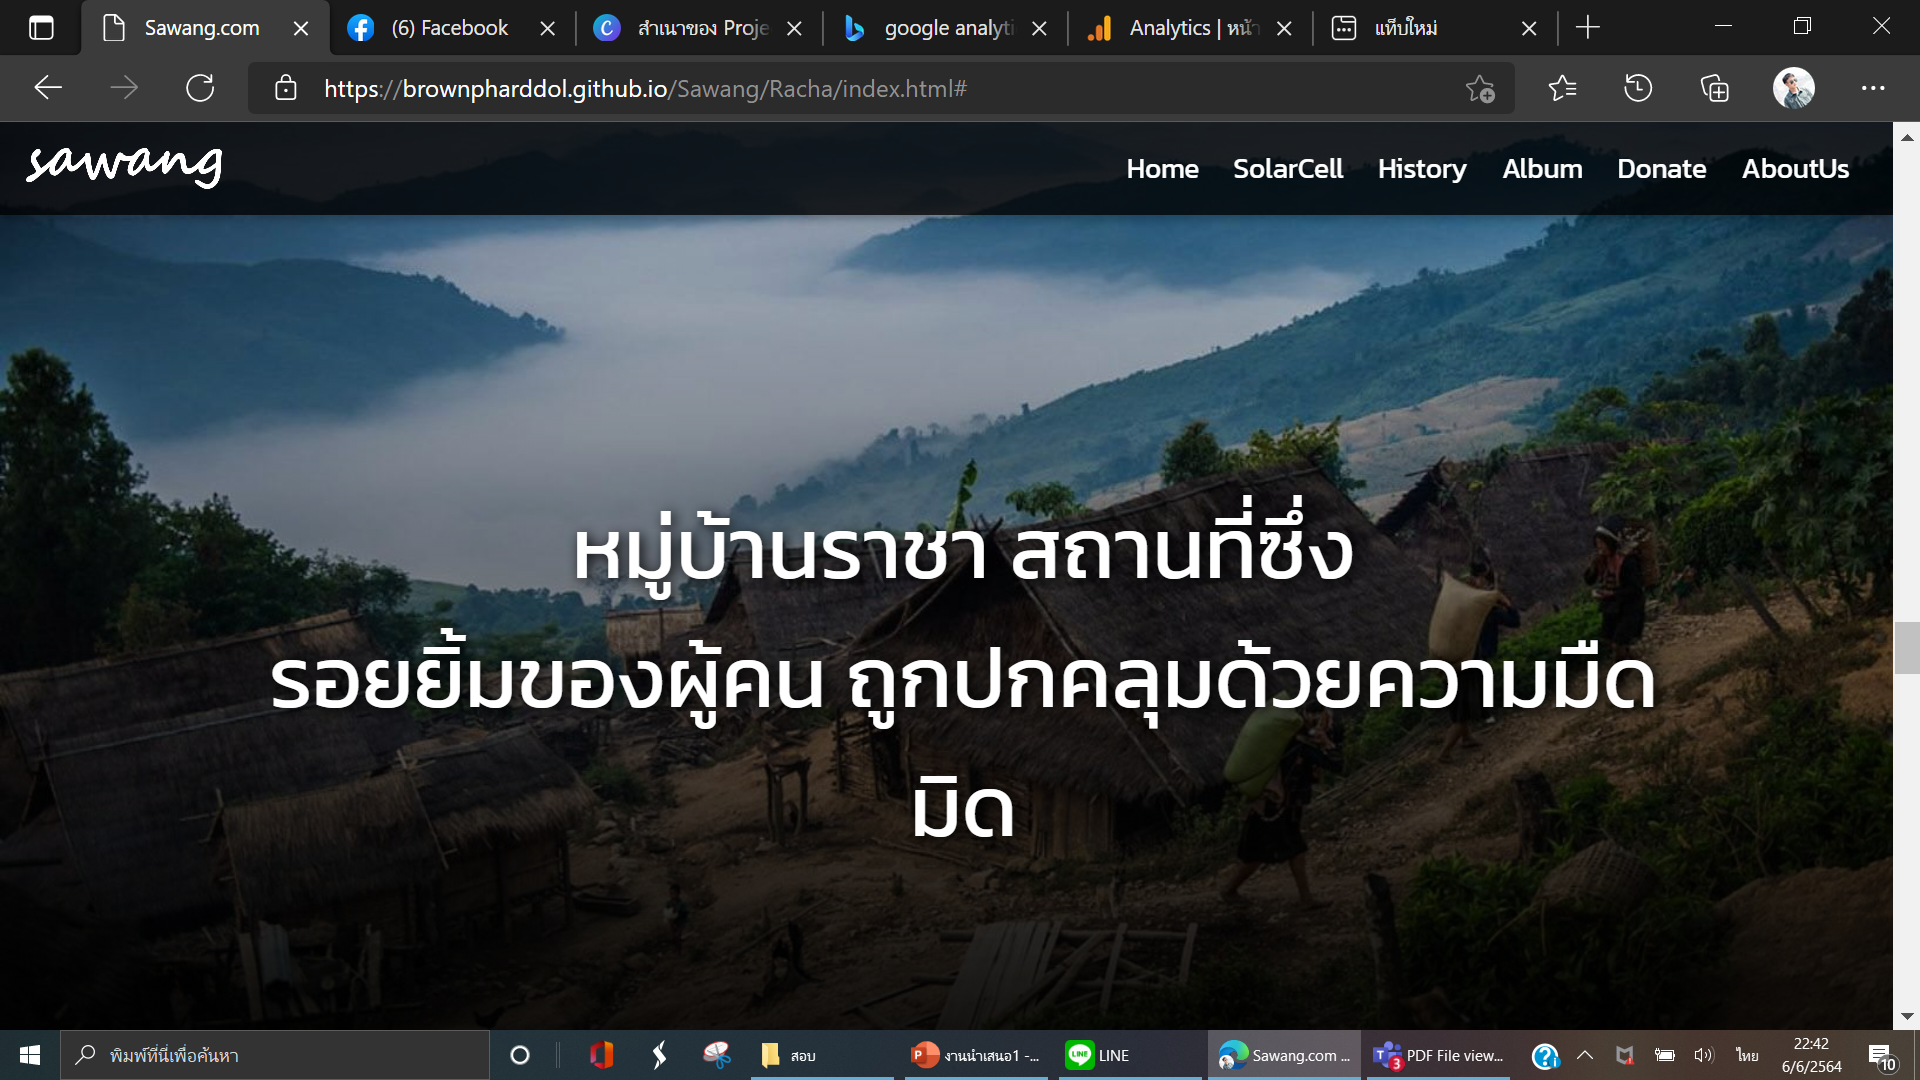 Sawang.com
(6) Facebook
สำเนาของ Proje
google analyti
Analytics | หน้า
แท็บใหม่
https://brownpharddol.github.io/Sawang/Racha/index.html#
sawang
Home SolarCell History Album Donate AboutUs
หมู่บ้านราชา สถานที่ซึ่ง
รอยยิ้มของผู้คน ถูกปกคลุมด้วยความมืด
มิด
พิมพ์ที่นี่เพื่อค้นหา
สอบ
งานนำเสนอ1 -...
LINE
Sawang.com ...
PDF File view...
3
ไทย
22:42
6/6/2564
10